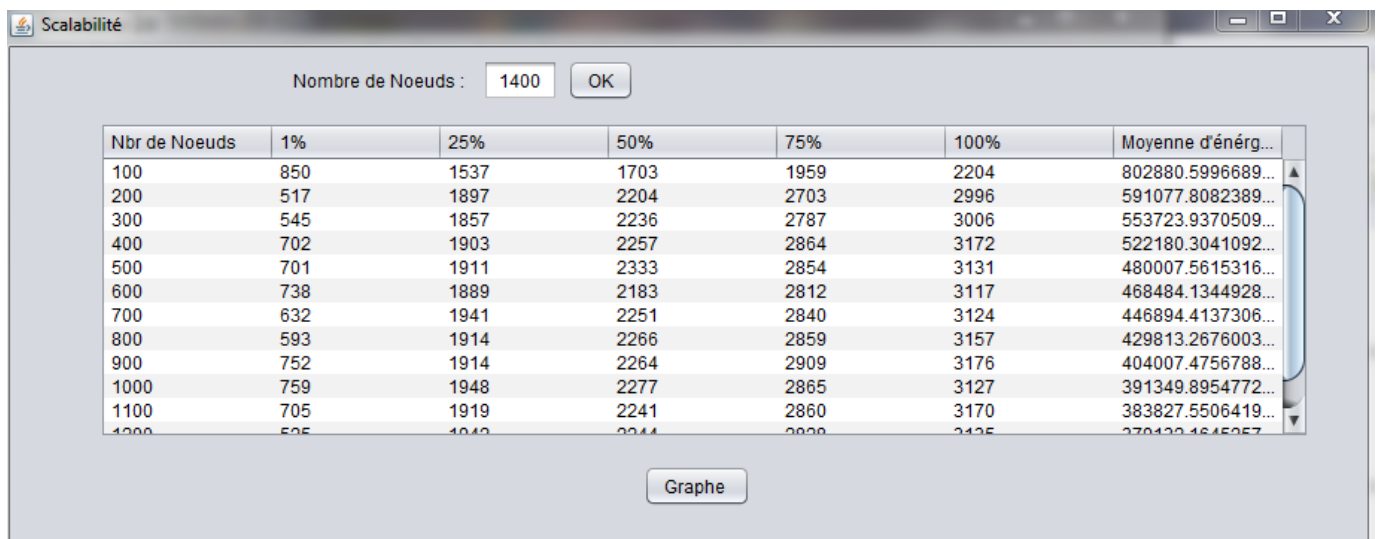 Scalabilité
Nombre de Noeuds : 1400 OK
Nbr de Noeuds 1% 25% 50% 75% 100% Moyenne d'énérg...
100 850 1537 1703 1959 2204 802880.5996689...
200 517 1897 2204 2703 2996 591077.8082389...
300 545 1857 2236 2787 3006 553723.9370509...
400 702 1903 2257 2864 3172 522180.3041092...
500 701 1911 2333 2854 3131 480007.5615316...
600 738 1889 2183 2812 3117 468484.1344928...
700 632 1941 2251 2840 3124 446894.4137306...
800 593 1914 2266 2859 3157 429813.2676003...
900 752 1914 2264 2909 3176 404007.4756788...
1000 759 1948 2277 2865 3127 391349.8954772...
1100 705 1919 2241 2860 3170 383827.5506419...
1200
Graphe